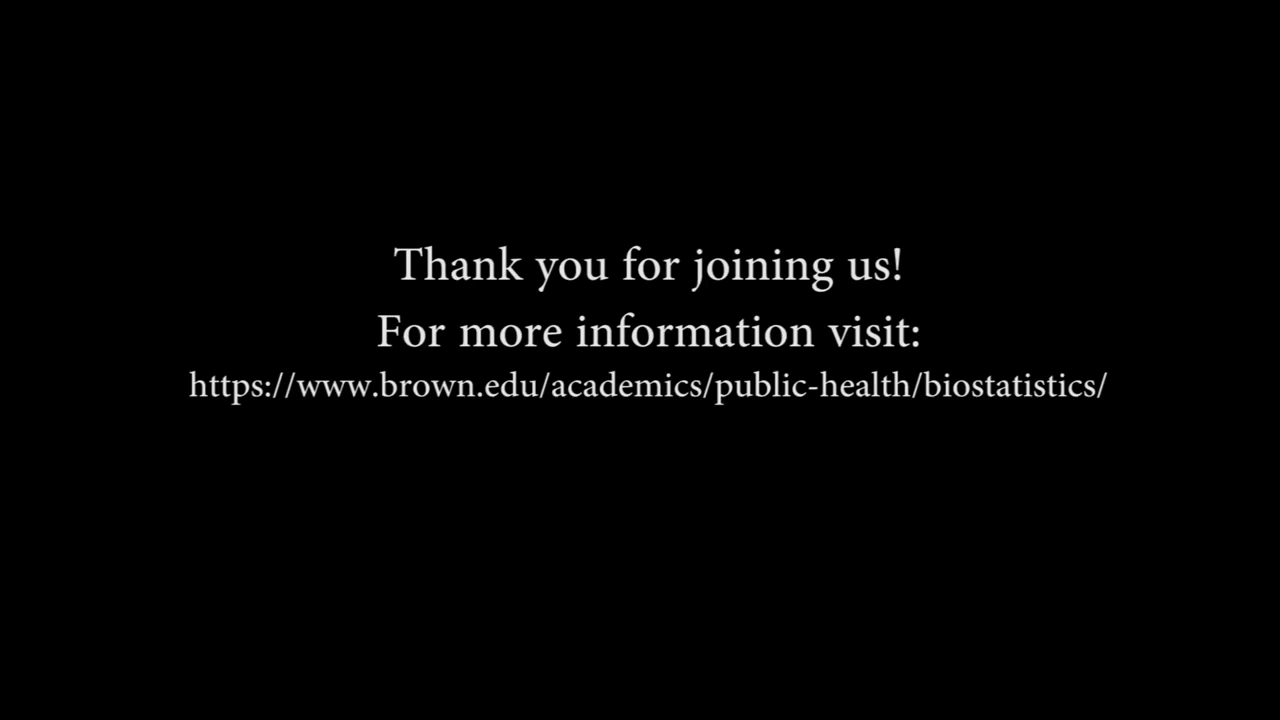 Thank you for joining us!
For more information visit:
https://www.brown.edu/academics/public-health/biostatistics/